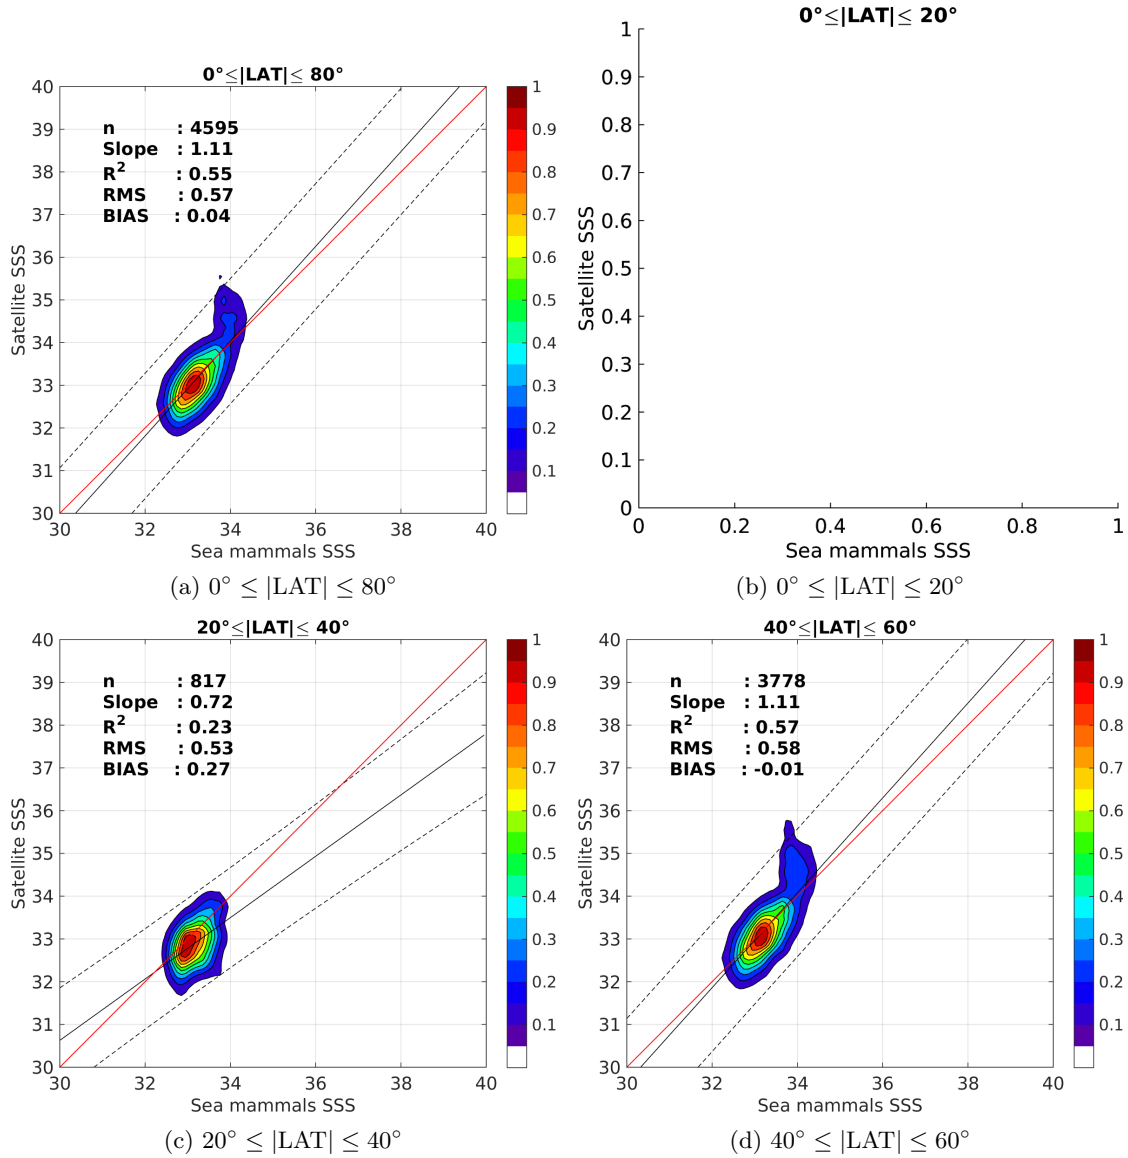 0°≤|LAT|≤ 80°
n : 4595
Slope : 1.11
R² : 0.55
RMS : 0.57
BIAS : 0.04
40
39
38
37
36
35
34
33
32
31
30
30 32 34 36 38 40
Satellite SSS
Sea mammals SSS
1
0.9
0.8
0.7
0.6
0.5
0.4
0.3
0.2
0.1
(a) 0° ≤ |LAT| ≤ 80°
0°≤|LAT|≤ 20°
1
0.9
0.8
0.7
0.6
0.5
0.4
0.3
0.2
0.1
0
0 0.2 0.4 0.6 0.8 1
Satellite SSS
Sea mammals SSS
(b) 0° ≤ |LAT| ≤ 20°
20°≤|LAT|≤ 40°
n : 817
Slope : 0.72
R² : 0.23
RMS : 0.53
BIAS : 0.27
40
39
38
37
36
35
34
33
32
31
30
30 32 34 36 38 40
Satellite SSS
Sea mammals SSS
1
0.9
0.8
0.7
0.6
0.5
0.4
0.3
0.2
0.1
(c) 20° ≤ |LAT| ≤ 40°
40°≤|LAT|≤ 60°
n : 3778
Slope : 1.11
R² : 0.57
RMS : 0.58
BIAS : -0.01
40
39
38
37
36
35
34
33
32
31
30
30 32 34 36 38 40
Satellite SSS
Sea mammals SSS
1
0.9
0.8
0.7
0.6
0.5
0.4
0.3
0.2
0.1
(d) 40° ≤ |LAT| ≤ 60°